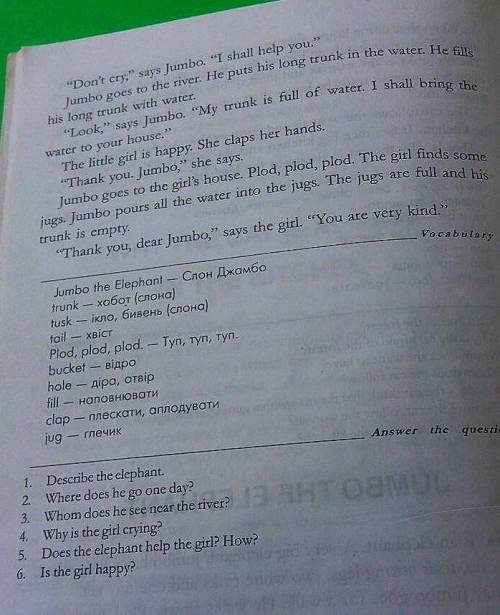 “Don't cry,” says Jumbo. “I shall help you.”
Jumbo goes to the river. He puts his long trunk in the water. He fills
his long trunk with water.
“Look,” says Jumbo. “My trunk is full of water. I shall bring the
water to your house.”
The little girl is happy. She claps her hands.
“Thank you. Jumbo,” she says.
Jumbo goes to the girl's house. Plod, plod, plod. The girl finds some
jugs. Jumbo pours all the water into the jugs. The jugs are full and his
trunk is empty.
“Thank you, dear Jumbo,” says the girl. “You are very kind.”
Vocabulary
Jumbo the Elephant — Слон Джамбо
trunk — хобот (слона)
tusk — ікло, бивень (слона)
tail — хвіст
Plod, plod, plod. — Туп, туп, туп.
bucket — відро
hole — діра, отвір
fill — наповнювати
clap — плескати, аплодувати
jug — глечик
Answer the questi
1. Describe the elephant.
2. Where does he go one day?
3. Whom does he see near the river?
4. Why is the girl crying?
5. Does the elephant help the girl? How?
6. Is the girl happy?
JUMBO THE ELEP